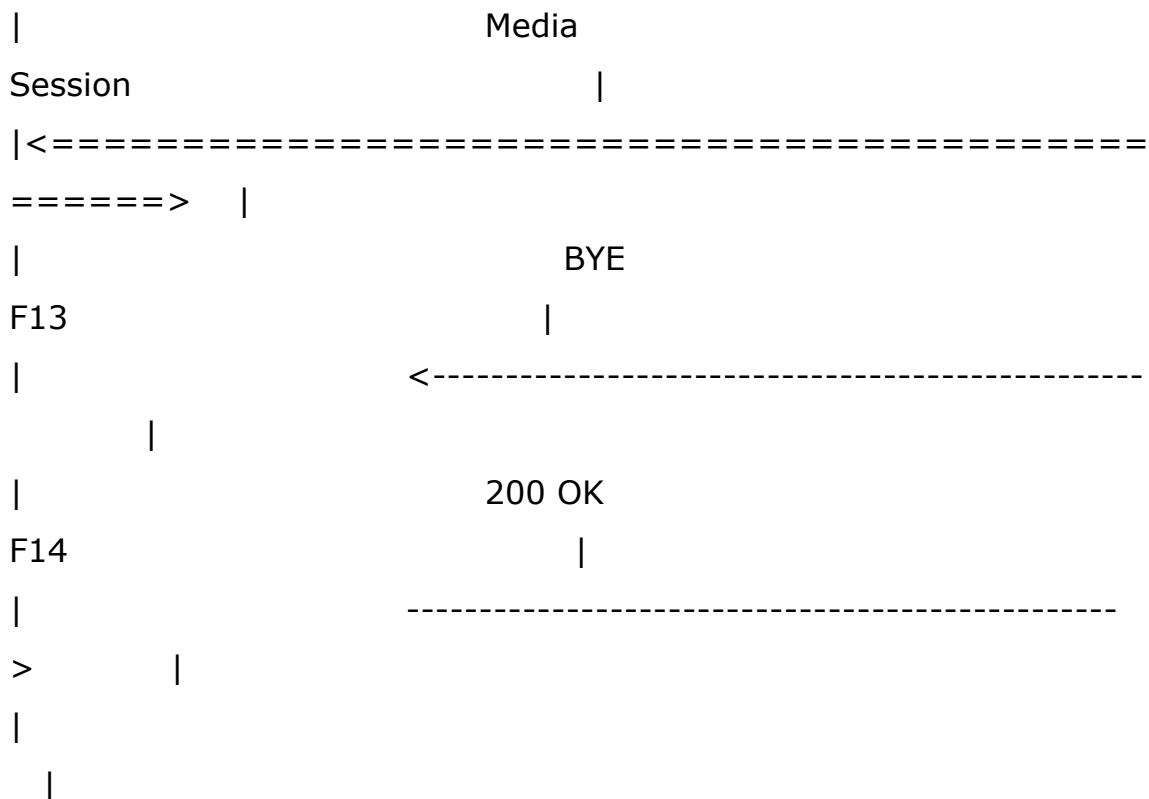 |                                   Media
Session                                   |
|<==========================================
======>    |
|                                         BYE
F13                                   |
|                             <-------------------------------------------------
          |
|                                   200 OK
F14                                     |
|                             -------------------------------------------------
>          |
|
   |